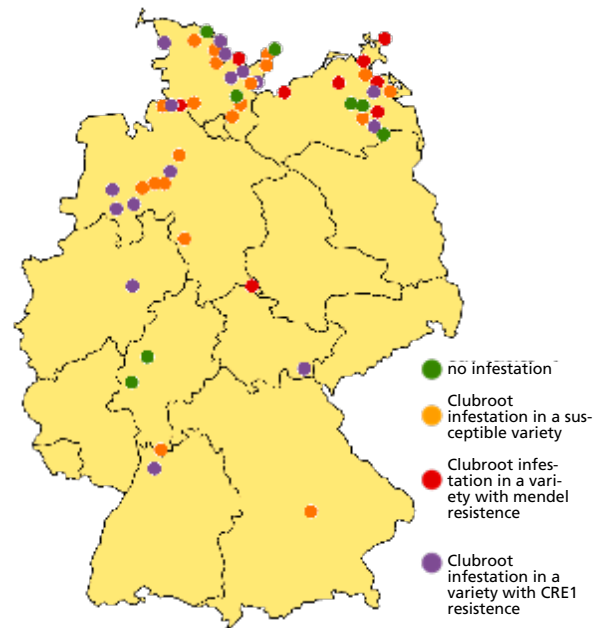 no infestation
Clubroot
infestation in a sus-
ceptible variety
Clubroot infes-
tation in a vari-
ety with mendel
resistence
Clubroot
infestation in a
variety with CRE1
resistence